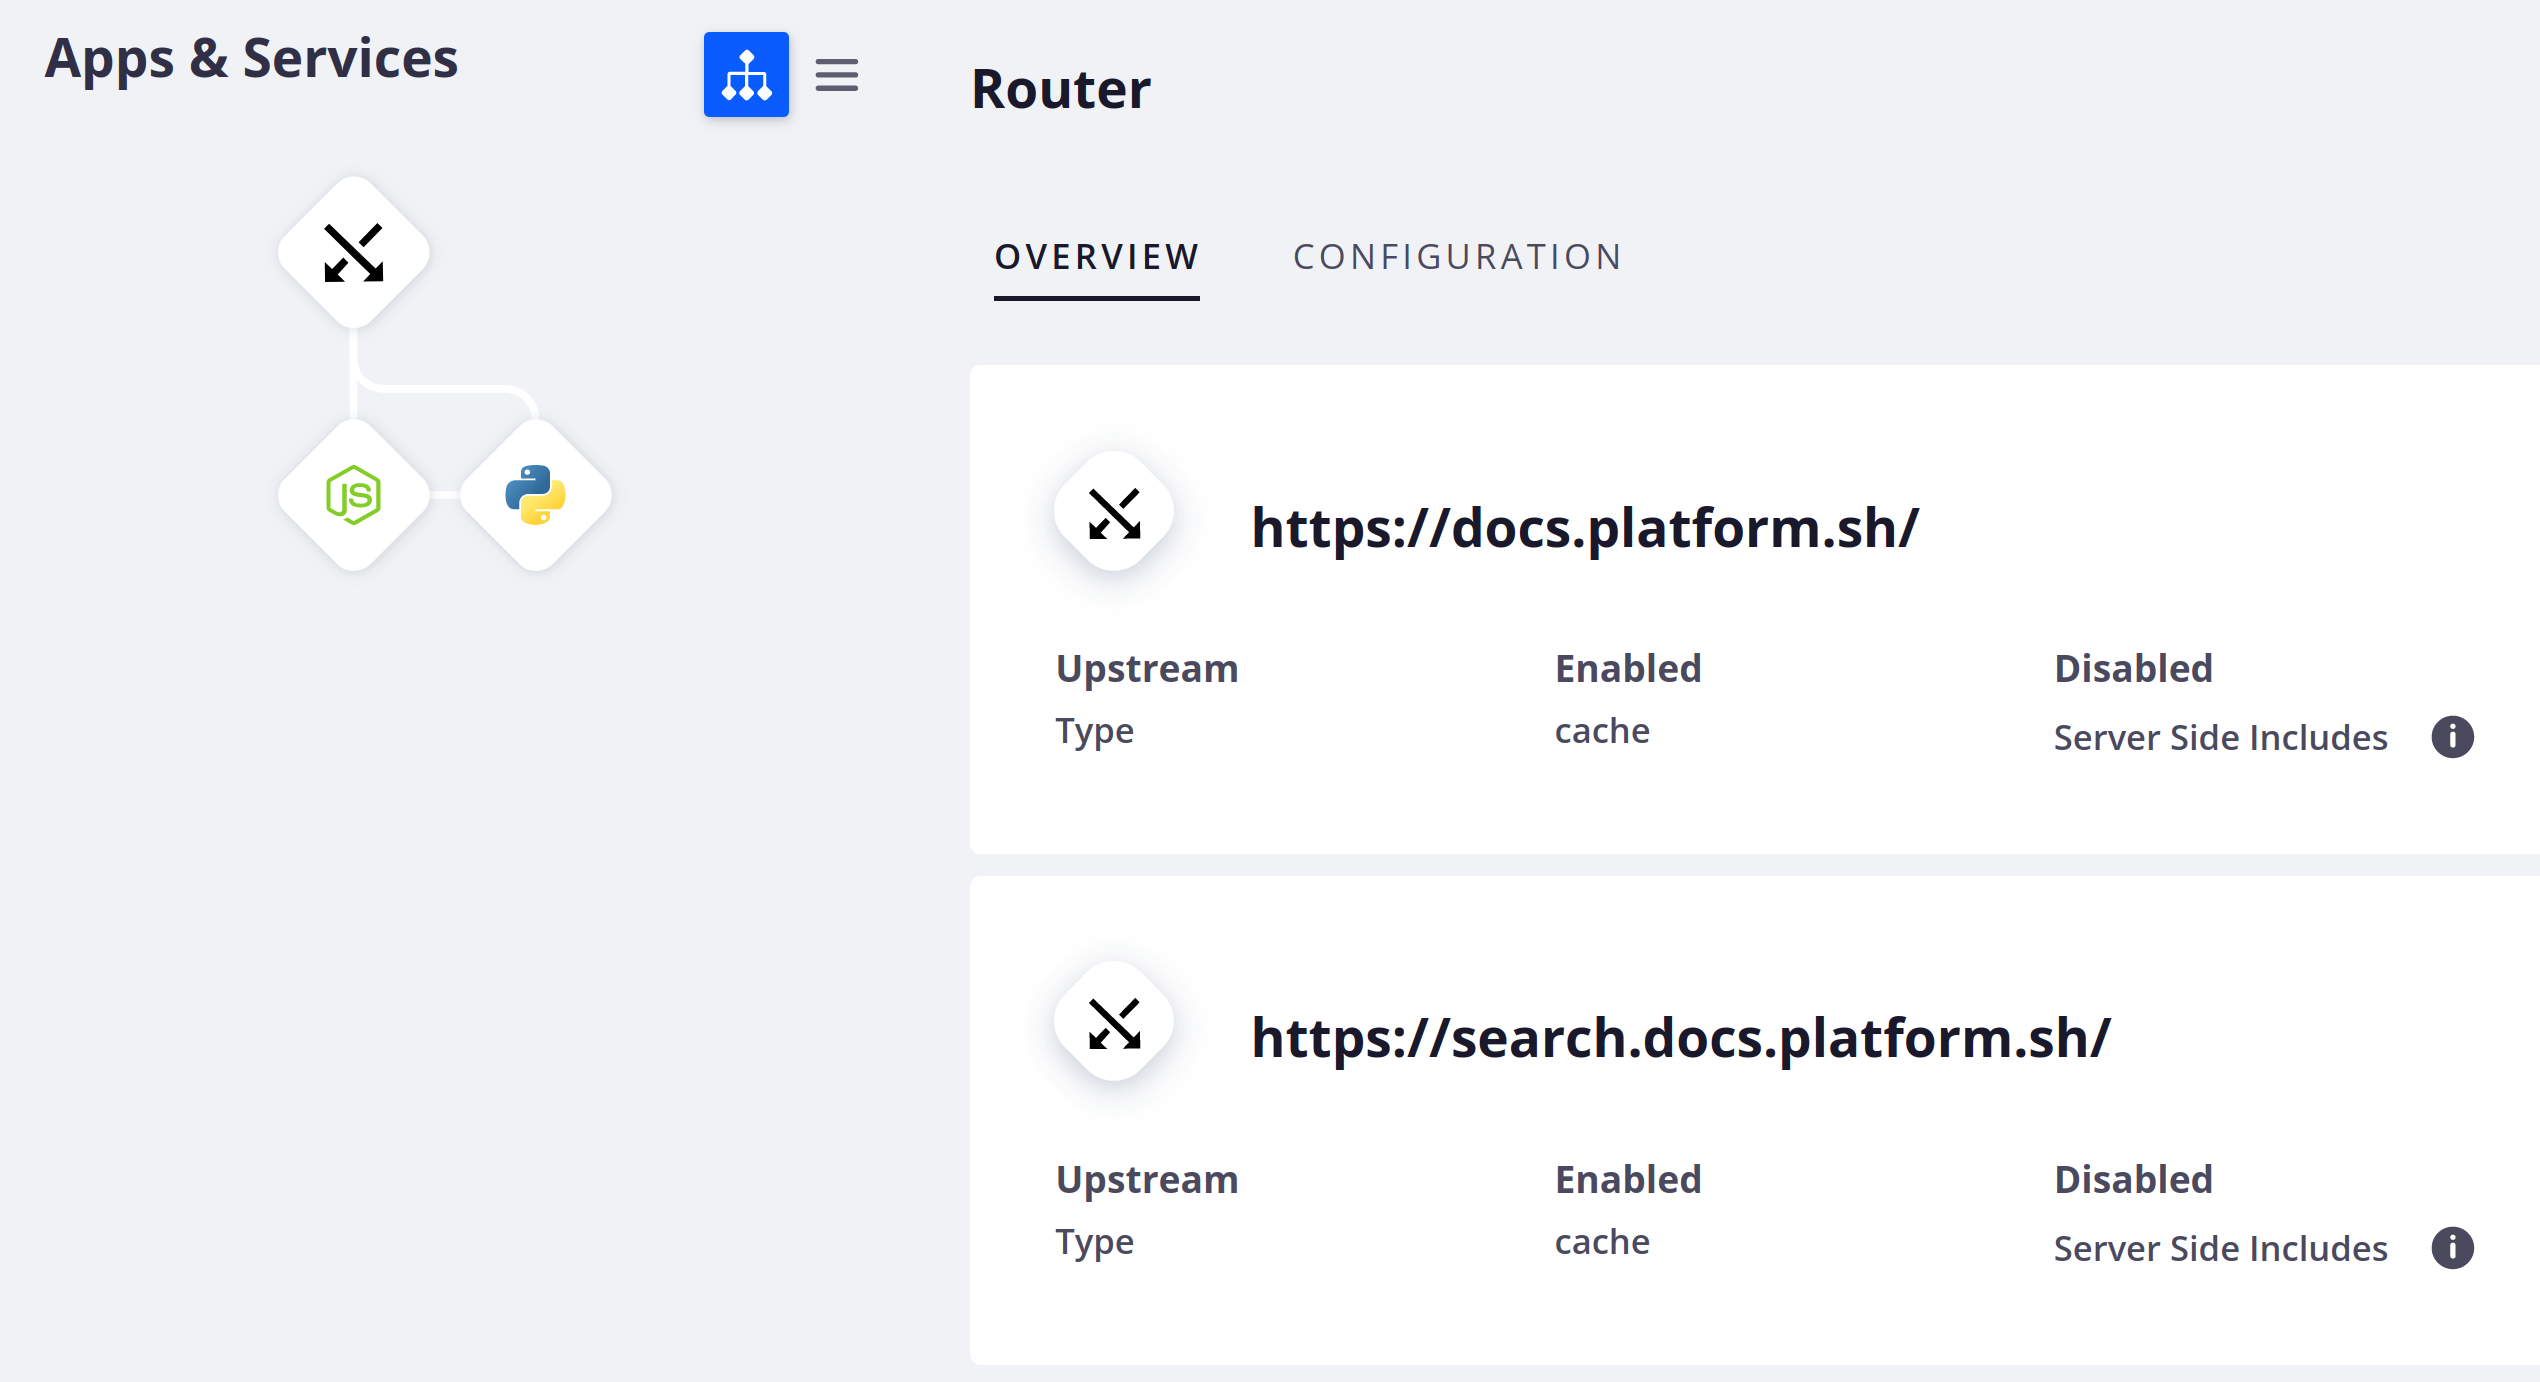 Apps & Services
Router
OVERVIEW CONFIGURATION
JS
https://docs.platform.sh/
Upstream Enabled Disabled
Type cache Server Side Includes
https://search.docs.platform.sh/
Upstream Enabled Disabled
Type cache Server Side Includes